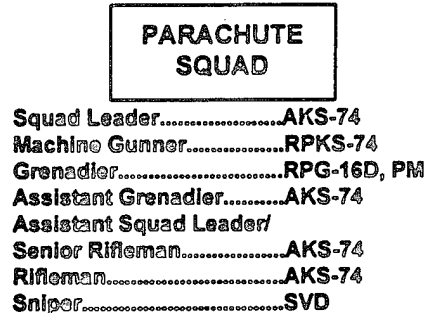 PARACHUTE
SQUAD
Squad Leader....................AKS-74
Machine Gunner................RPKS-74
Grenadier...........................RPG-16D, PM
Assistant Grenadier...........AKS-74
Assistant Squad Leader/
Senior Rifleman.................AKS-74
Rifleman.............................AKS-74
Sniper.................................SVD